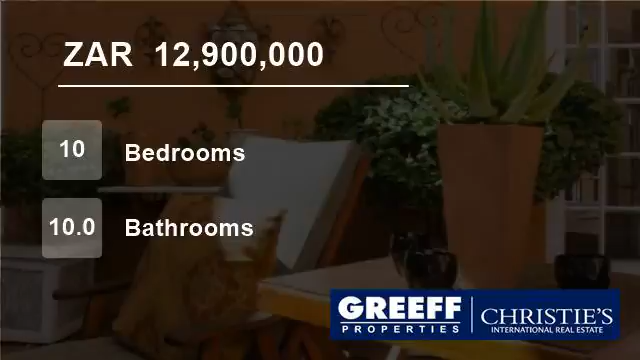 ZAR 12,900,000
10 Bedrooms
10.0 Bathrooms
GREEFF
PROPERTIES
CHRISTIE'S
INTERNATIONAL REAL ESTATE